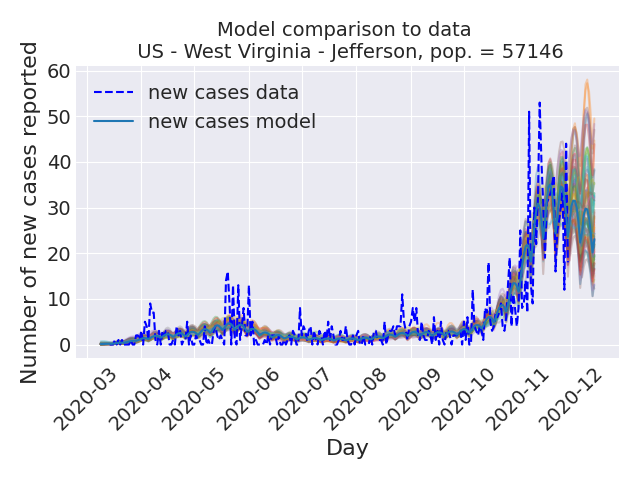 Model comparison to data
US - West Virginia - Jefferson, pop. = 57146
Number of new cases reported
60
50
40
30
20
10
0
new cases data
new cases model
2020-03
2020-04
2020-05
2020-06
2020-07
2020-08
2020-09
2020-10
2020-11
2020-12
Day